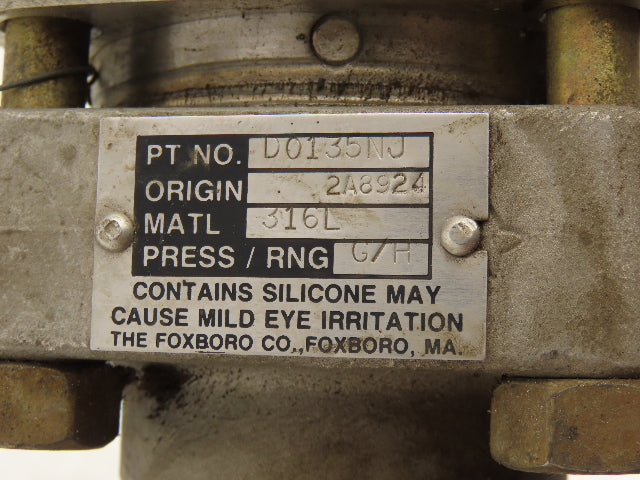 PT NO. D0135NJ
ORIGIN 2A8924
MATL 316L
PRESS / RNG G/H
CONTAINS SILICONE MAY
CAUSE MILD EYE IRRITATION
THE FOXBORO CO., FOXBORO, MA.